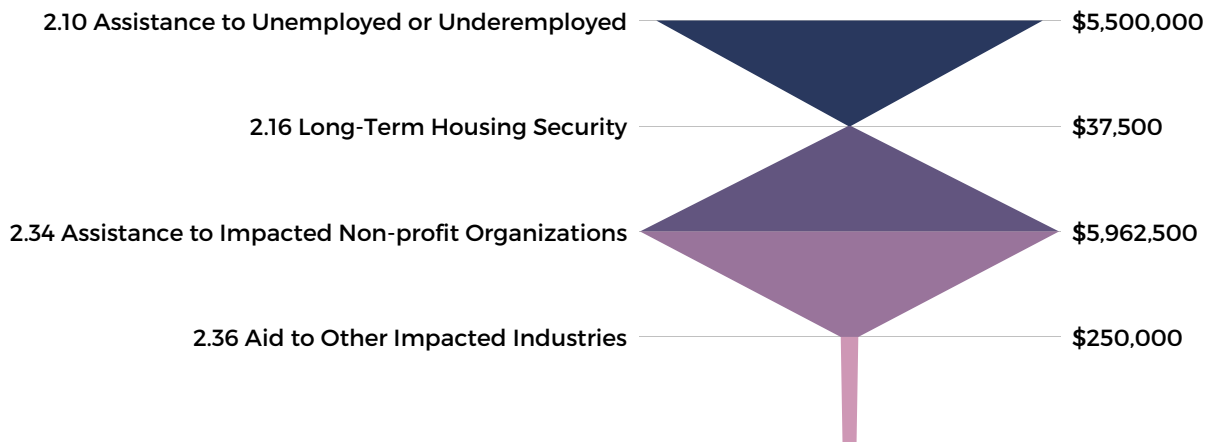 2.10 Assistance to Unemployed or Underemployed $5,500,000
2.16 Long-Term Housing Security $37,500
2.34 Assistance to Impacted Non-profit Organizations $5,962,500
2.36 Aid to Other Impacted Industries $250,000